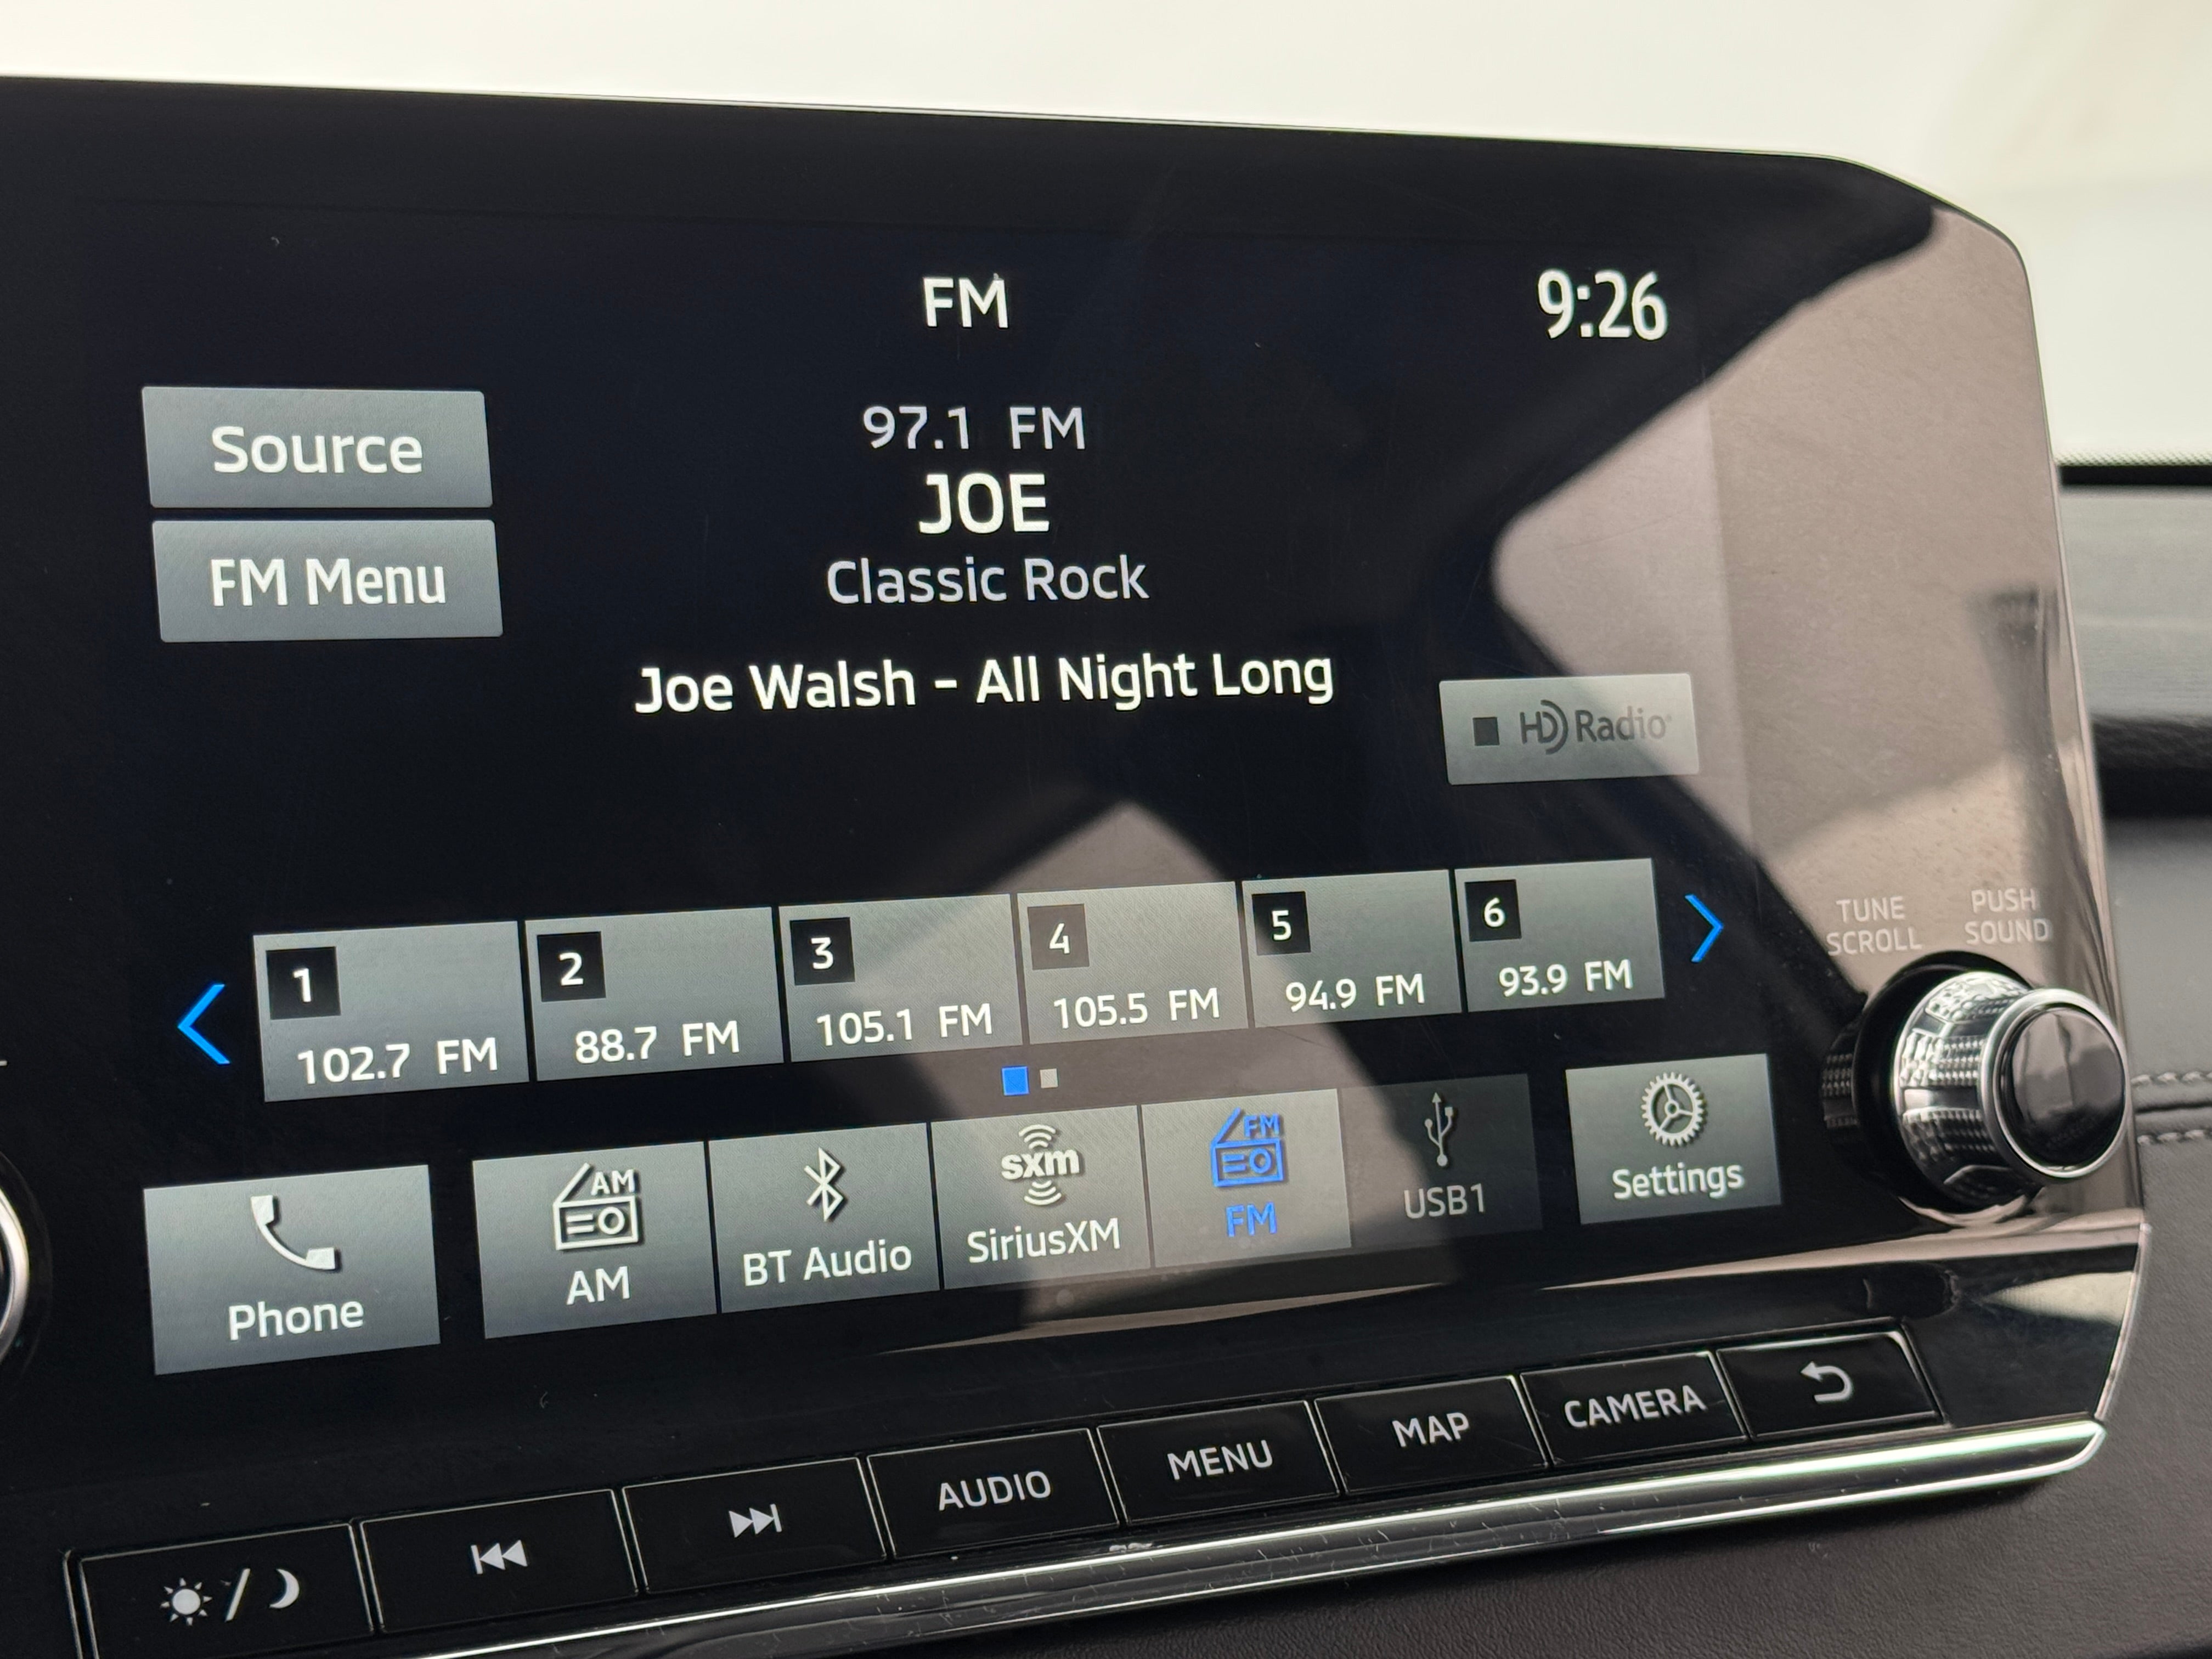 FM
9:26
Source
97.1 FM
JOE
FM Menu
Classic Rock
Joe Walsh - All Night Long
HD Radio
1
2
3
4
5
6
102.7 FM
88.7 FM
105.1 FM
105.5 FM
94.9 FM
93.9 FM
TUNE
SCROLL
PUSH
SOUND
Phone
AM
AM
BT Audio
sxm
SiriusXM
FM
FM
USB1
Settings
AUDIO
MENU
MAP
CAMERA